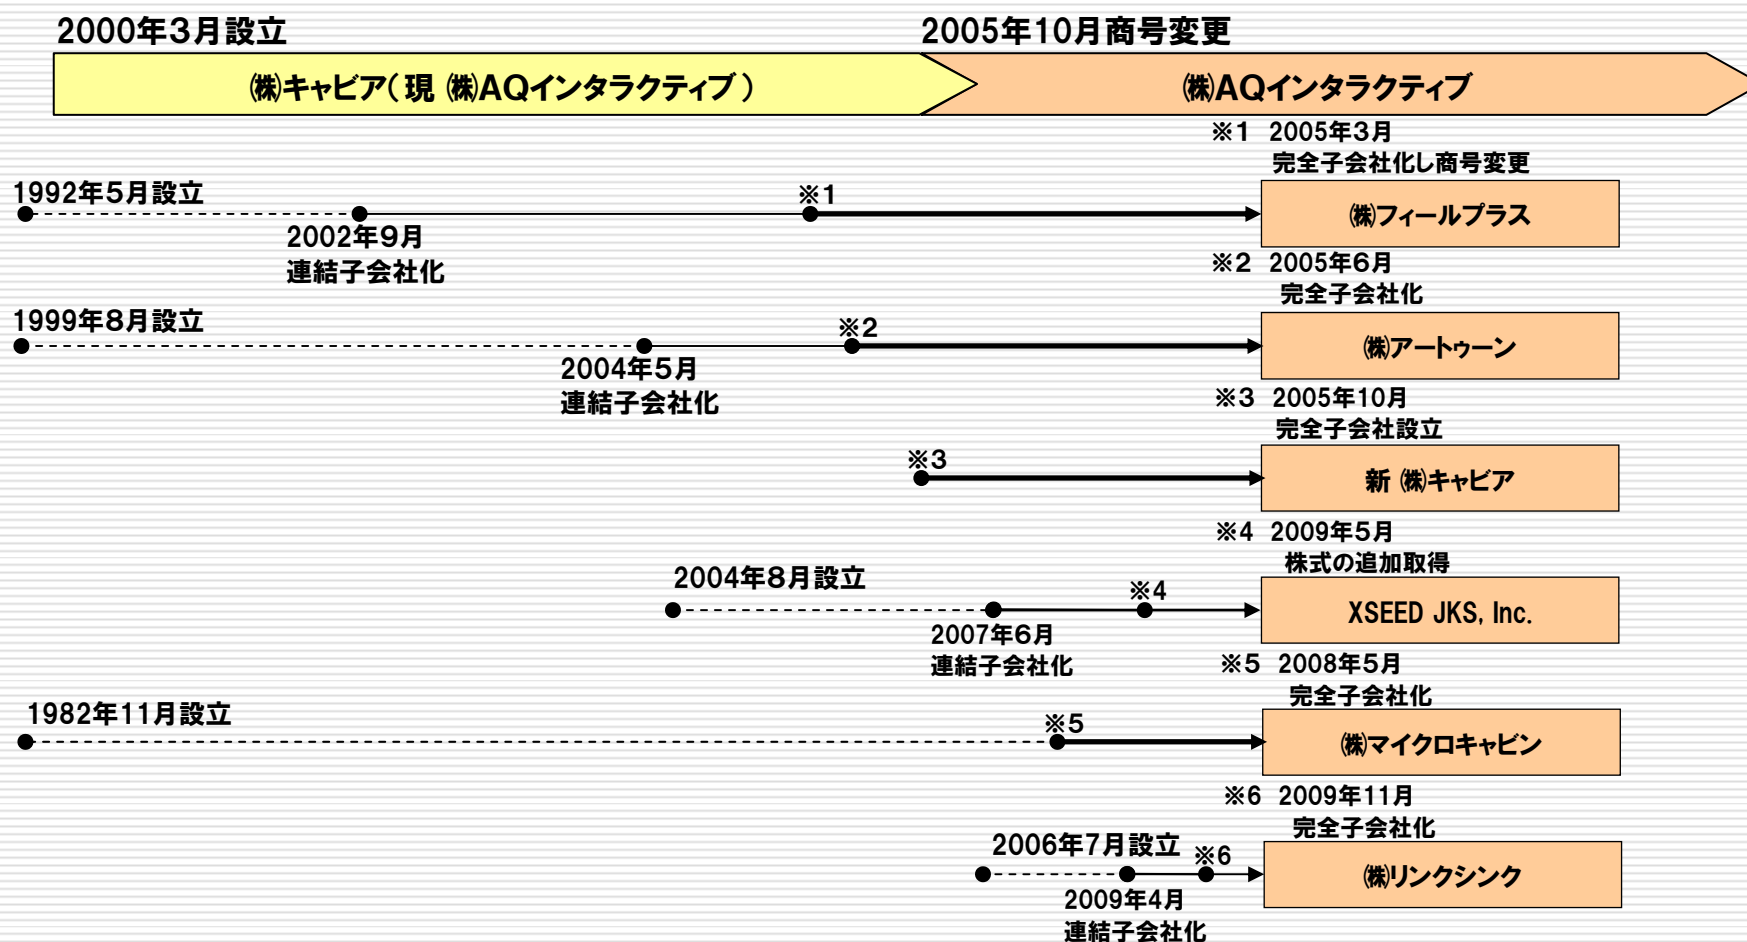 2000年3月設立
2005年10月商号変更
㈱キャビア(現 ㈱AQインタラクティブ)
㈱AQインタラクティブ
※1 2005年3月
完全子会社化し商号変更
1992年5月設立
※1
㈱フィールプラス
2002年9月
連結子会社化
※2 2005年6月
完全子会社化
1999年8月設立
※2
㈱アートゥーン
2004年5月
連結子会社化
※3 2005年10月
完全子会社設立
※3
新 ㈱キャビア
※4 2009年5月
株式の追加取得
2004年8月設立
※4
XSEED JKS, Inc.
2007年6月
連結子会社化
※5 2008年5月
完全子会社化
1982年11月設立
※5
㈱マイクロキャビン
※6 2009年11月
完全子会社化
2006年7月設立
※6
㈱リンクシンク
2009年4月
連結子会社化